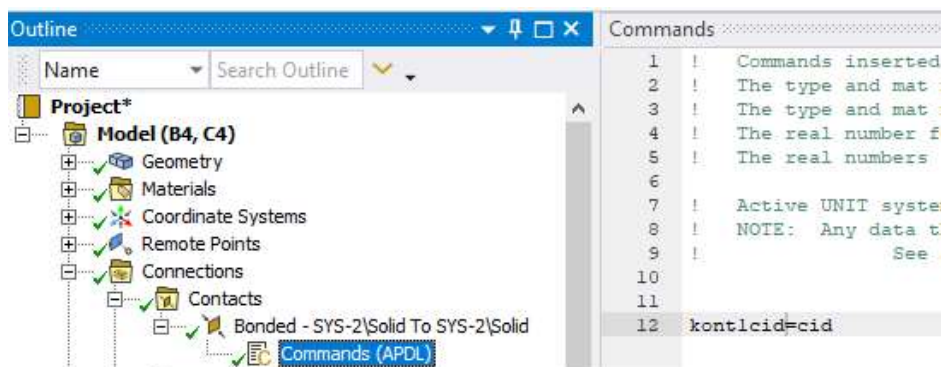 Outline
Commands
Name
Search Outline
Project*
Model (B4, C4)
Geometry
Materials
Coordinate Systems
Remote Points
Connections
Contacts
Bonded - SYS-2\Solid To SYS-2\Solid
Commands (APDL)
1 ! Commands inserted
2 ! The type and mat
3 ! The type and mat
4 ! The real number f
5 ! The real numbers
6
7 ! Active UNIT syste
8 ! NOTE: Any data t
9 ! See
10
11
12 kontlcid=cid